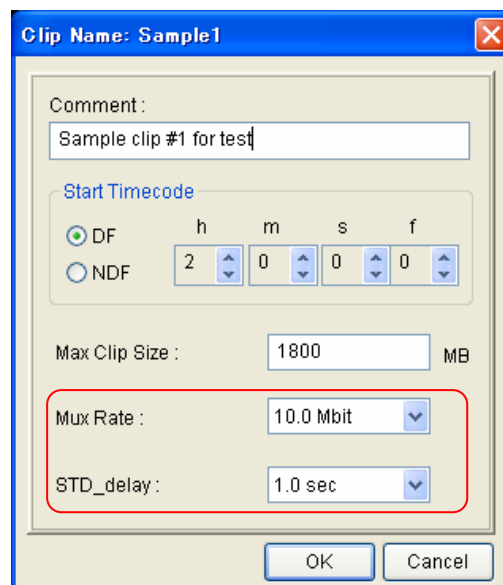 Clip Name: Sample1
Comment :
Sample clip #1 for test
Start Timecode
DF
NDF
h m s f
2 0 0 0
Max Clip Size : 1800 MB
Mux Rate : 10.0 Mbit
STD_delay : 1.0 sec
OK Cancel